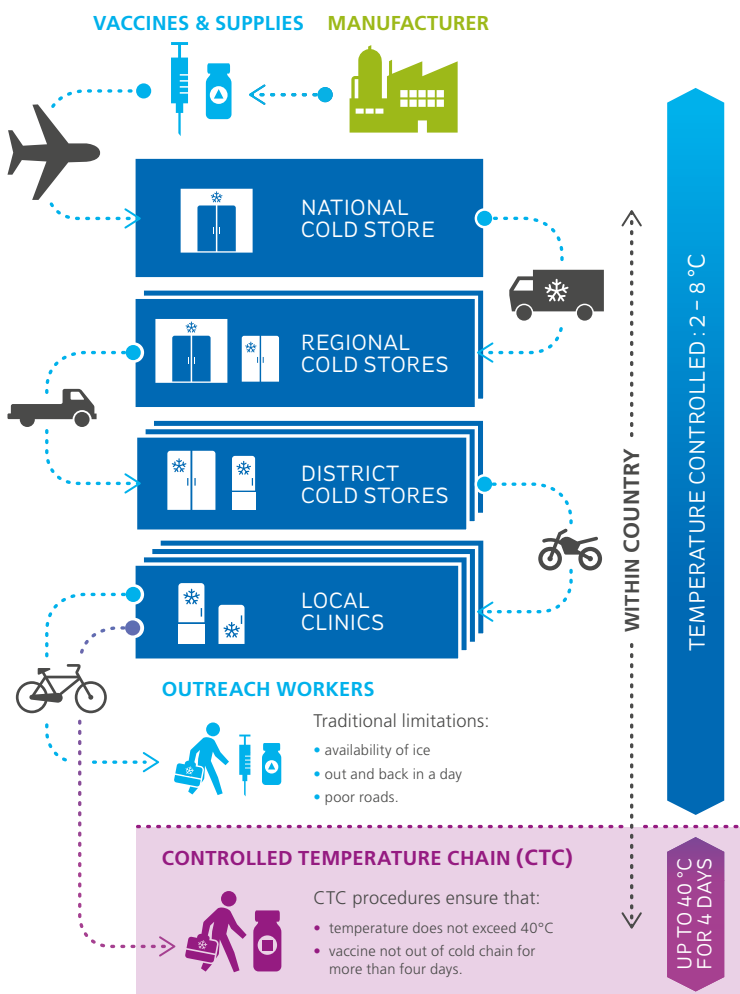 VACCINES & SUPPLIES
MANUFACTURER
NATIONAL
COLD STORE
REGIONAL
COLD STORES
DISTRICT
COLD STORES
LOCAL
CLINICS
OUTREACH WORKERS
Traditional limitations:
• availability of ice
• out and back in a day
• poor roads.
CONTROLLED TEMPERATURE CHAIN (CTC)
CTC procedures ensure that:
• temperature does not exceed 40°C
• vaccine not out of cold chain for
more than four days.
WITHIN COUNTRY
TEMPERATURE CONTROLLED : 2 – 8 °C
UP TO 40 °C
FOR 4 DAYS